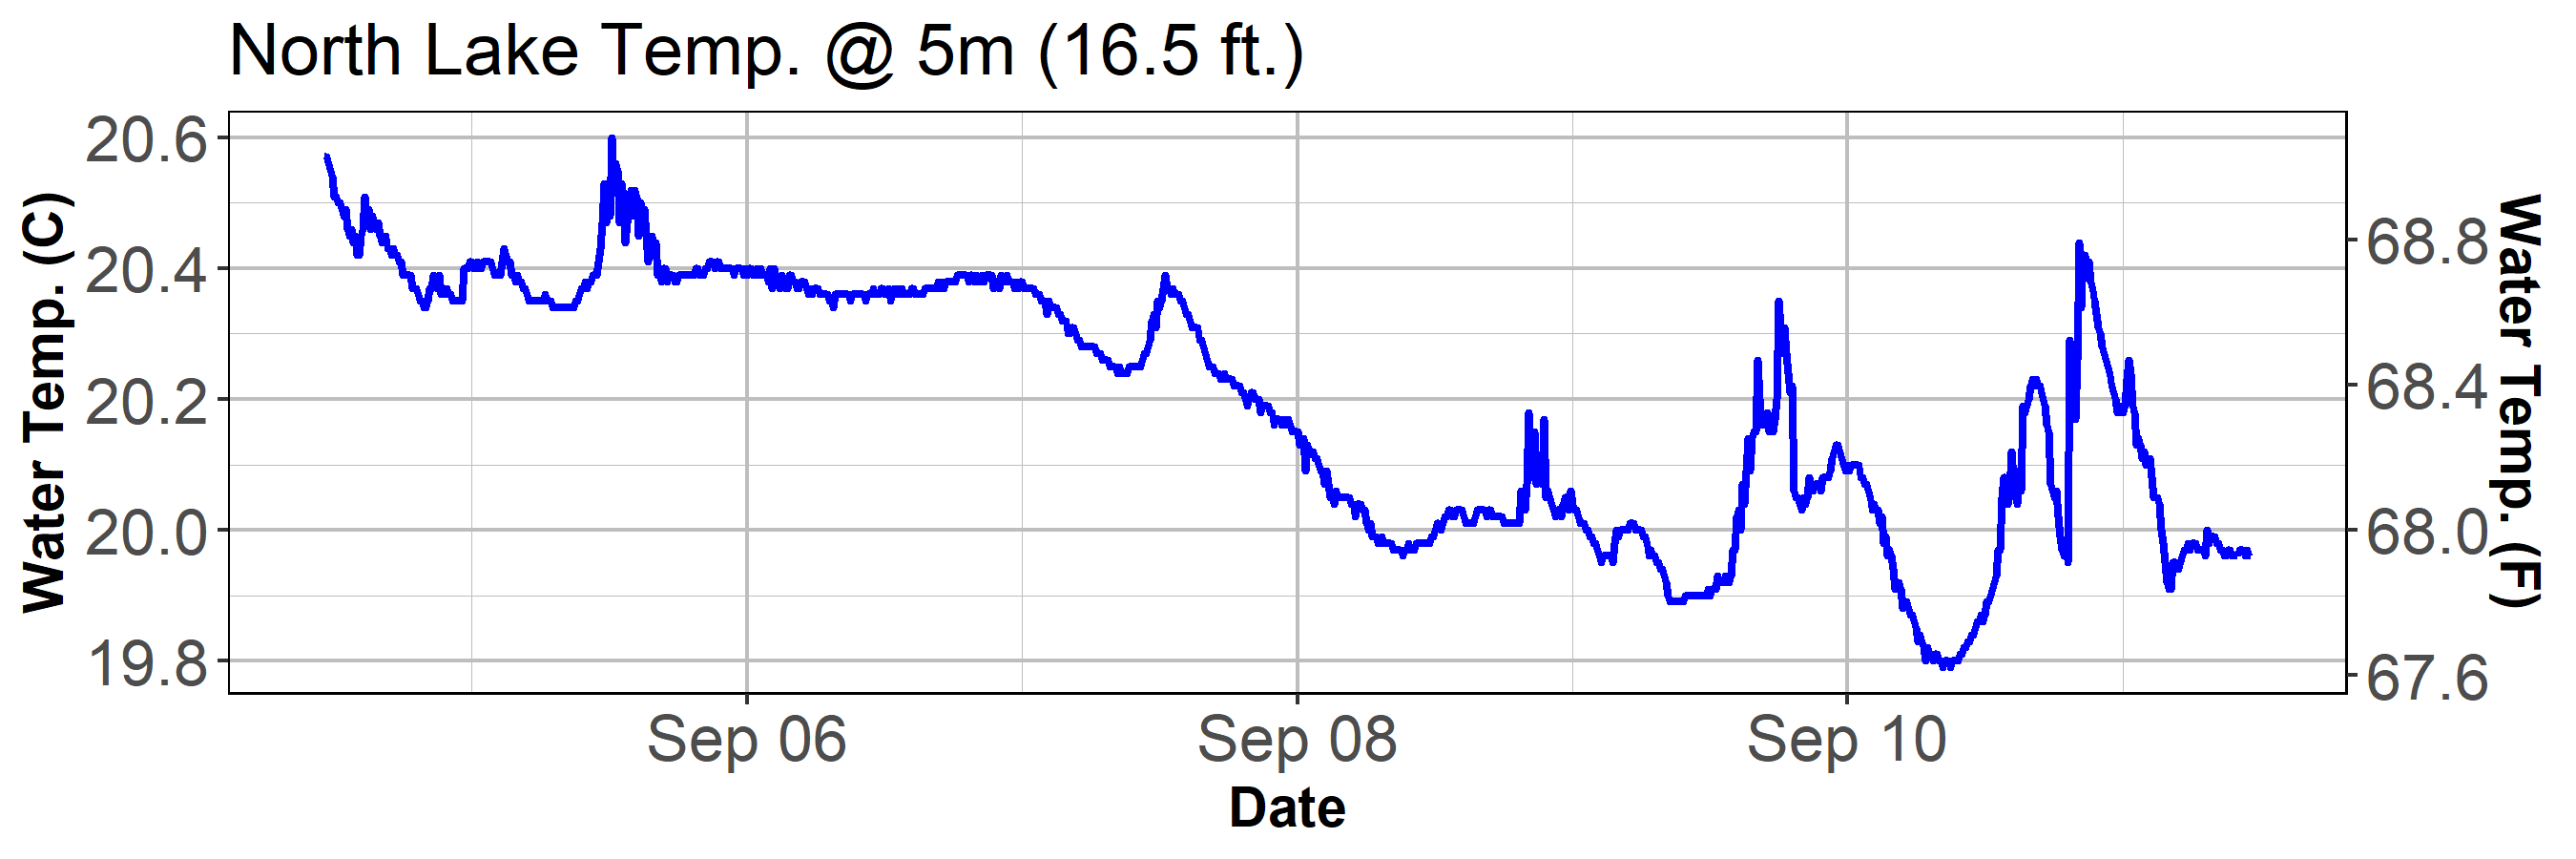 North Lake Temp. @ 5m (16.5 ft.)
Water Temp. (C)
20.6
20.4
20.2
20.0
19.8
68.8
68.4
68.0
67.6
Water Temp. (F)
Sep 06 Sep 08 Sep 10
Date